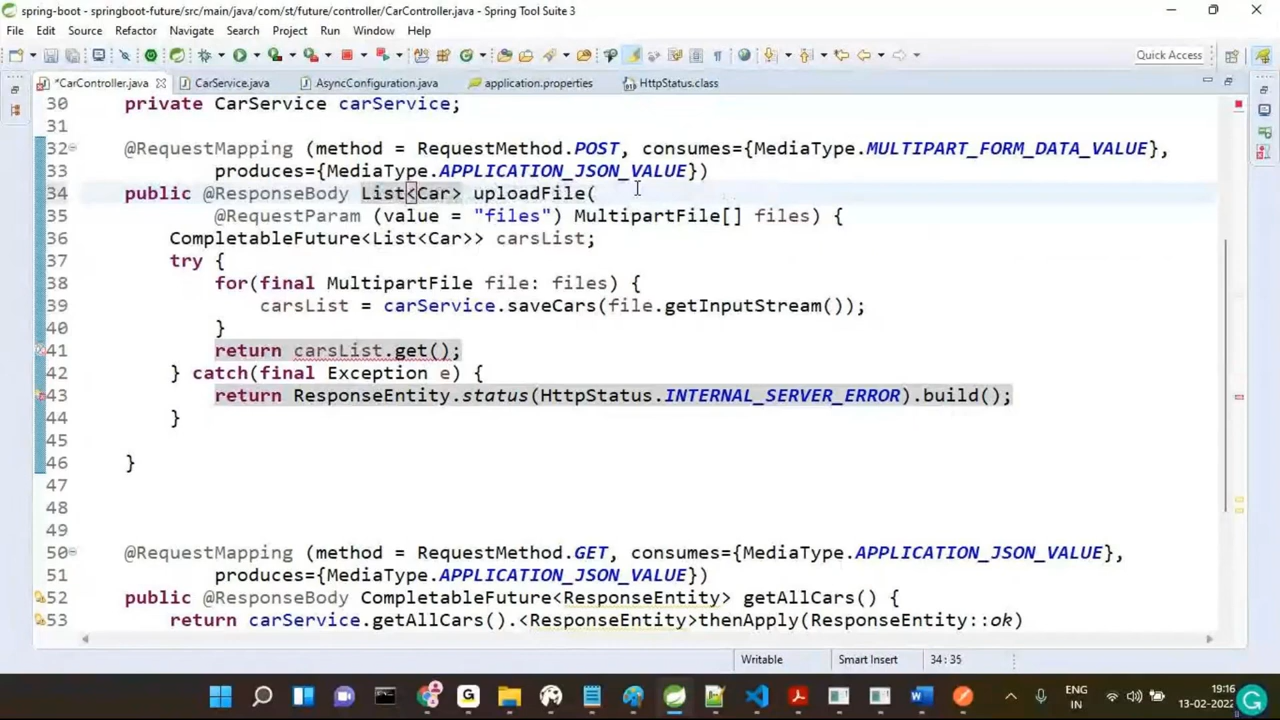 spring-boot - springboot-future/src/main/java/com/st/future/controller/CarController.java - Spring Tool Suite 3
File Edit Source Refactor Navigate Search Project Run Window Help
Quick Access
*CarController.java CarService.java AsyncConfiguration.java application.properties HttpStatus.class
30 private CarService carService;
31
32 @RequestMapping (method = RequestMethod.POST, consumes={MediaType.MULTIPART_FORM_DATA_VALUE},
33 produces={MediaType.APPLICATION_JSON_VALUE})
34 public @ResponseBody List<Car> uploadFile(
35 @RequestParam (value = "files") MultipartFile[] files) {
36 CompletableFuture<List<Car>> carsList;
37 try {
38 for(final MultipartFile file: files) {
39 carsList = carService.saveCars(file.getInputStream());
40 }
41 return carsList.get();
42 } catch(final Exception e) {
43 return ResponseEntity.status(HttpStatus.INTERNAL_SERVER_ERROR).build();
44 }
45
46 }
47
48
49
50 @RequestMapping (method = RequestMethod.GET, consumes={MediaType.APPLICATION_JSON_VALUE},
51 produces={MediaType.APPLICATION_JSON_VALUE})
52 public @ResponseBody CompletableFuture<ResponseEntity> getAllCars() {
53 return carService.getAllCars().<ResponseEntity>thenApply(ResponseEntity::ok)
Writable Smart Insert 34:35
ENG
IN
19:16
13-02-2022